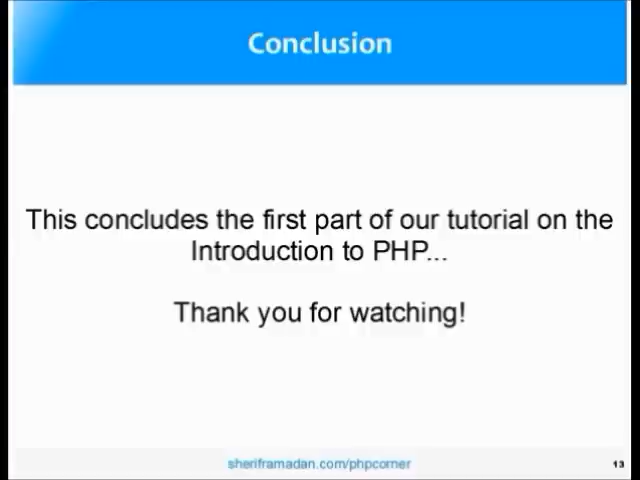 Conclusion
This concludes the first part of our tutorial on the
Introduction to PHP...
Thank you for watching!
sheriframadan.com/phpcorner
13